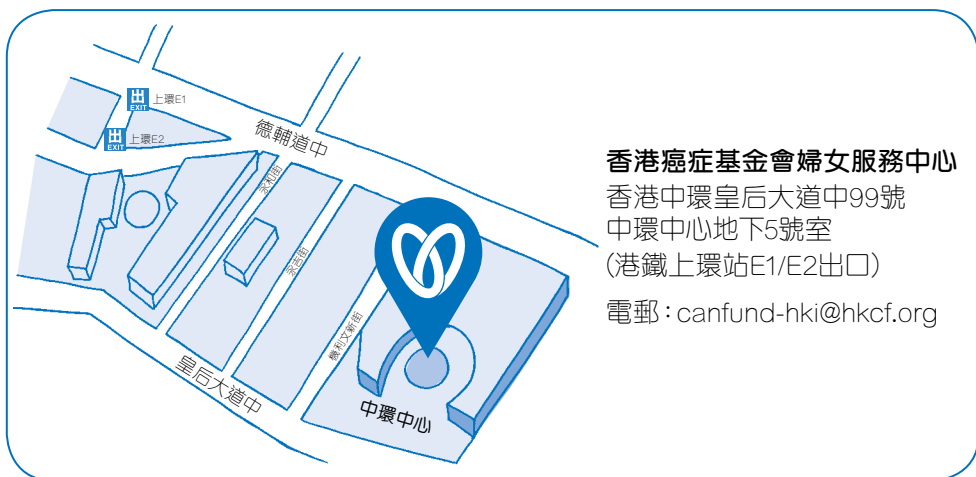 出
EXIT
上環E1
出
EXIT
上環E2
德輔道中
永和街
永吉街
機利文新街
皇后大道中
中環中心
香港癌症基金會婦女服務中心
香港中環皇后大道中99號
中環中心地下5號室
(港鐵上環站E1/E2出口)
電郵：canfund-hki@hkcf.org